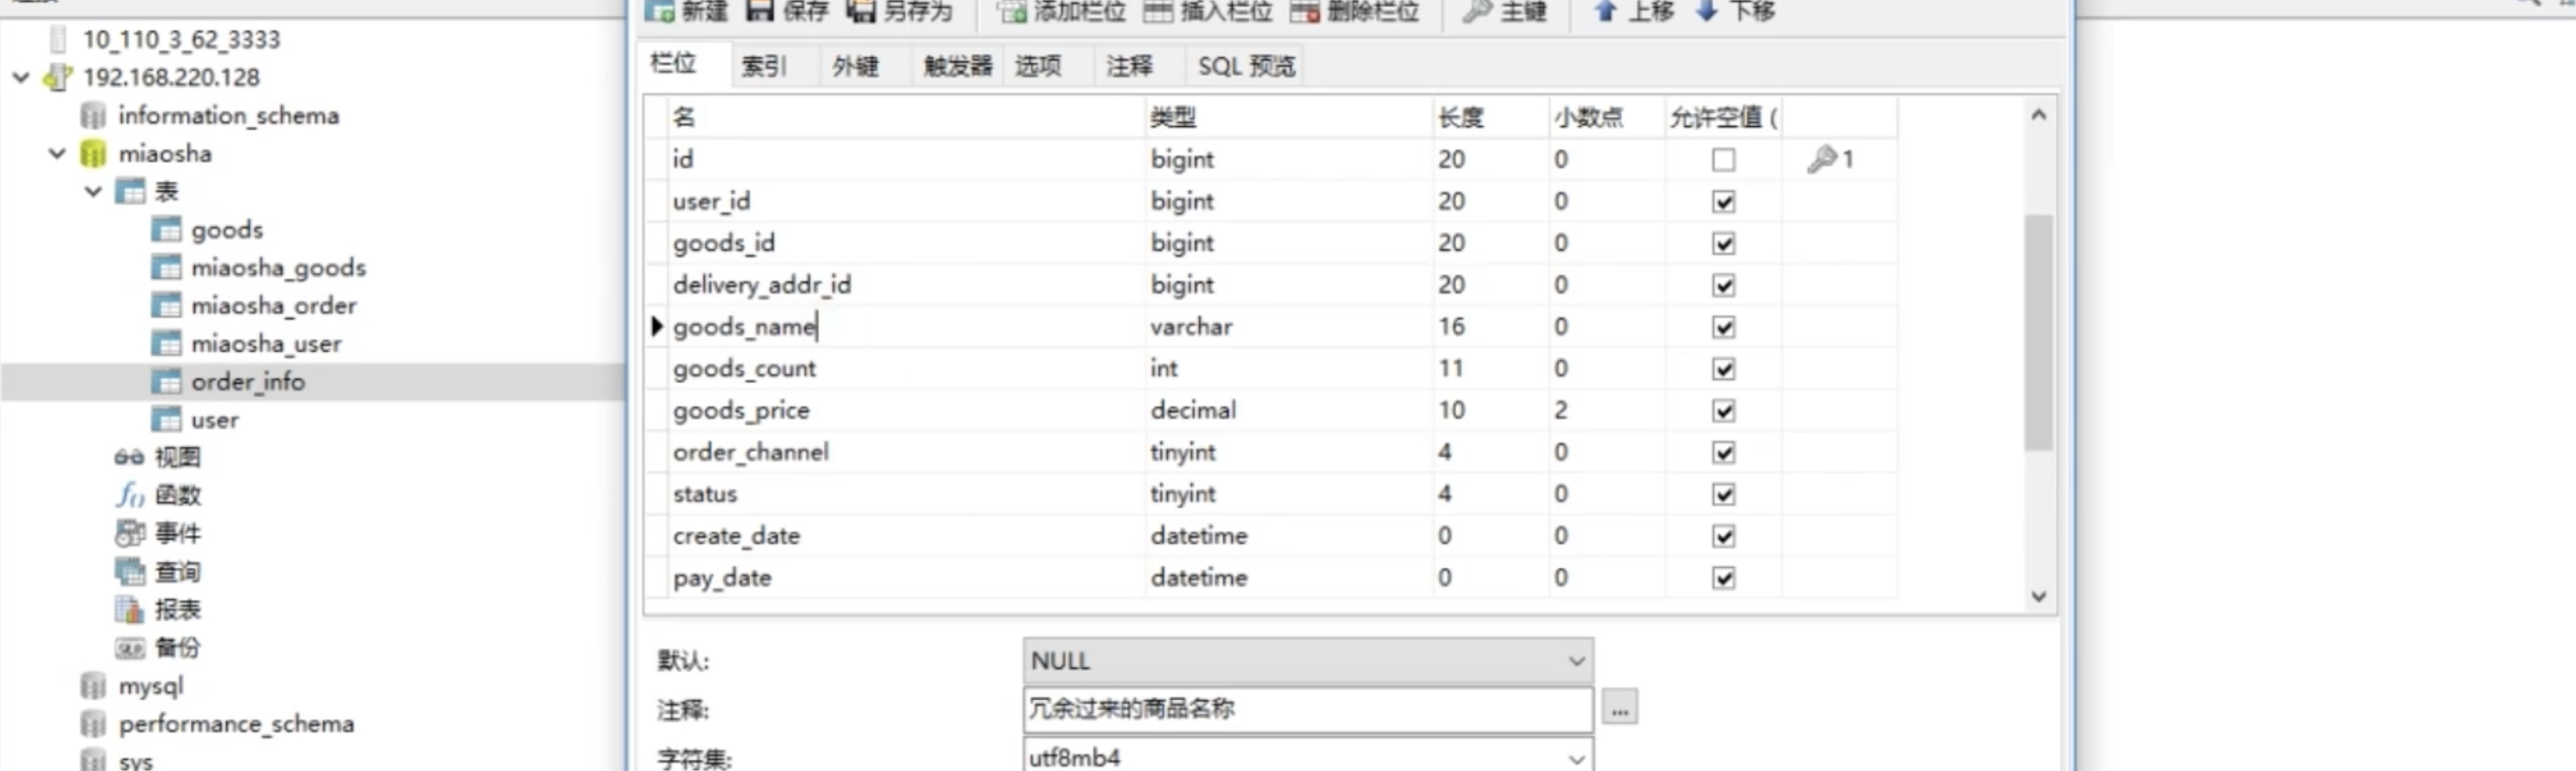 10_110_3_62_3333
192.168.220.128
information_schema
miaosha
表
goods
miaosha_goods
miaosha_order
miaosha_user
order_info
user
视图
函数
事件
查询
报表
备份
mysql
performance_schema
sys
新建 保存 另存为 添加栏位 插入栏位 删除栏位 主键 上移 下移
栏位 索引 外键 触发器 选项 注释 SQL 预览
名 类型 长度 小数点 允许空值 (
id bigint 20 0 1
user_id bigint 20 0
goods_id bigint 20 0
delivery_addr_id bigint 20 0
goods_name varchar 16 0
goods_count int 11 0
goods_price decimal 10 2
order_channel tinyint 4 0
status tinyint 4 0
create_date datetime 0 0
pay_date datetime 0 0
默认: NULL
注释: 冗余过来的商品名称 ...
字符集: utf8mb4